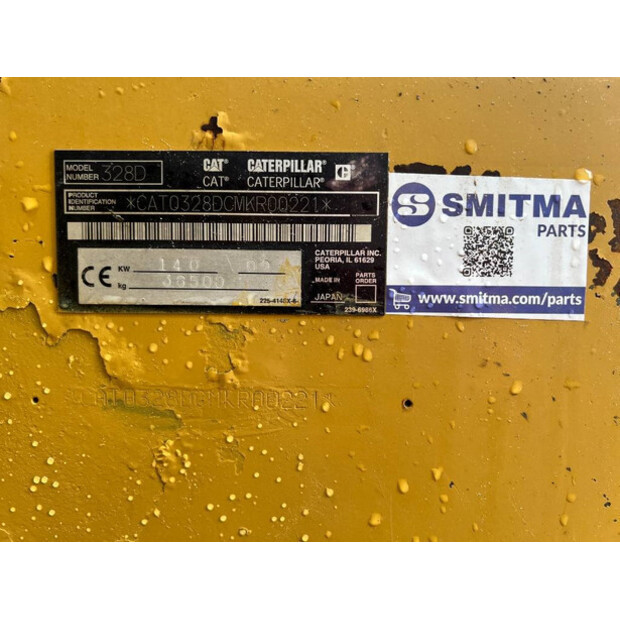 MODEL NUMBER 328D
CAT® CATERPILLAR® C
CAT® CATERPILLAR®
PRODUCT IDENTIFICATION NUMBER *CAT0328DCMKR00221*
CE KW 140
kg 36500
CATERPILLAR INC.
PEORIA, IL 61629
USA
MADE IN
JAPAN
PARTS ORDER
225-4140X
239-6986X
S SMITMA
PARTS
www.smitma.com/parts
AT0328DCMKR00221*